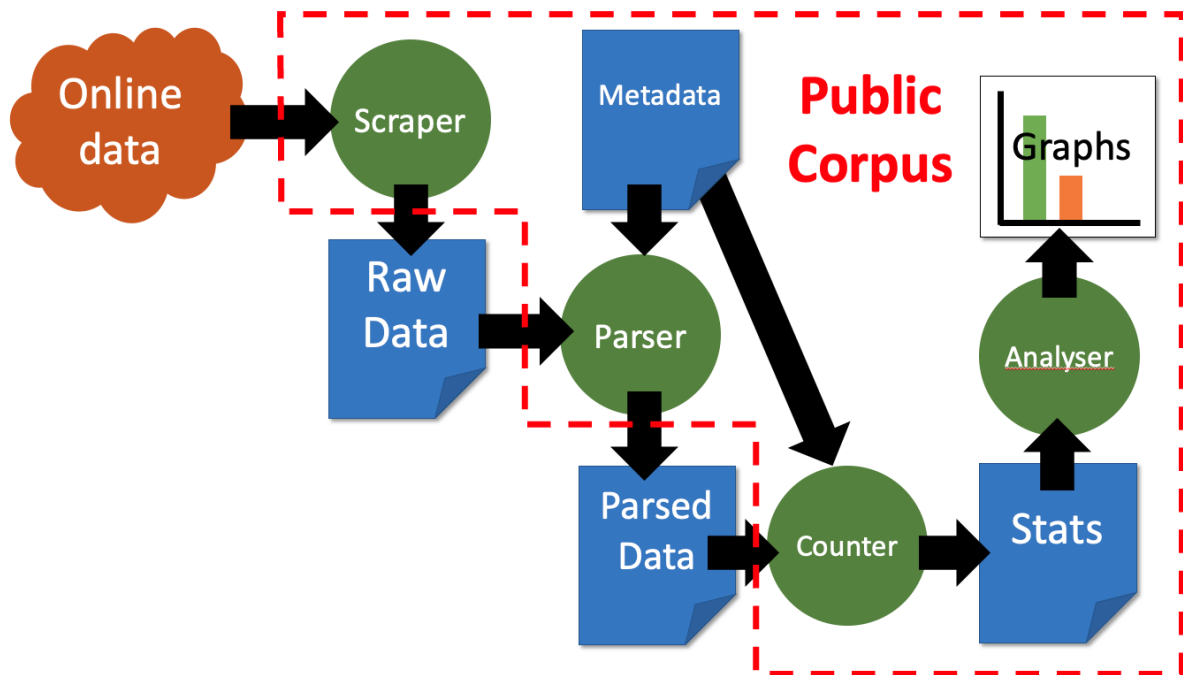 Online
data
Scraper
Metadata
Public
Corpus
Graphs
Raw
Data
Parser
Analyser
Parsed
Data
Counter
Stats